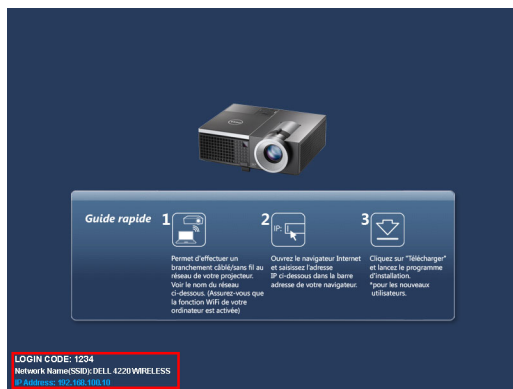 Guide rapide
1
Permet d'effectuer un
branchement câblé/sans fil au
réseau de votre projecteur.
Voir le nom du réseau
ci-dessous. (Assurez-vous que
la fonction WiFi de votre
ordinateur est activée)
2
IP:
Ouvrez le navigateur Internet
et saisissez l'adresse
IP ci-dessous dans la barre
adresse de votre navigateur.
3
Cliquez sur "Télécharger"
et lancez le programme
d'installation.
*pour les nouveaux
utilisateurs.
LOGIN CODE: 1234
Network Name(SSID): DELL 4220 WIRELESS
IP Address: 192.168.100.10